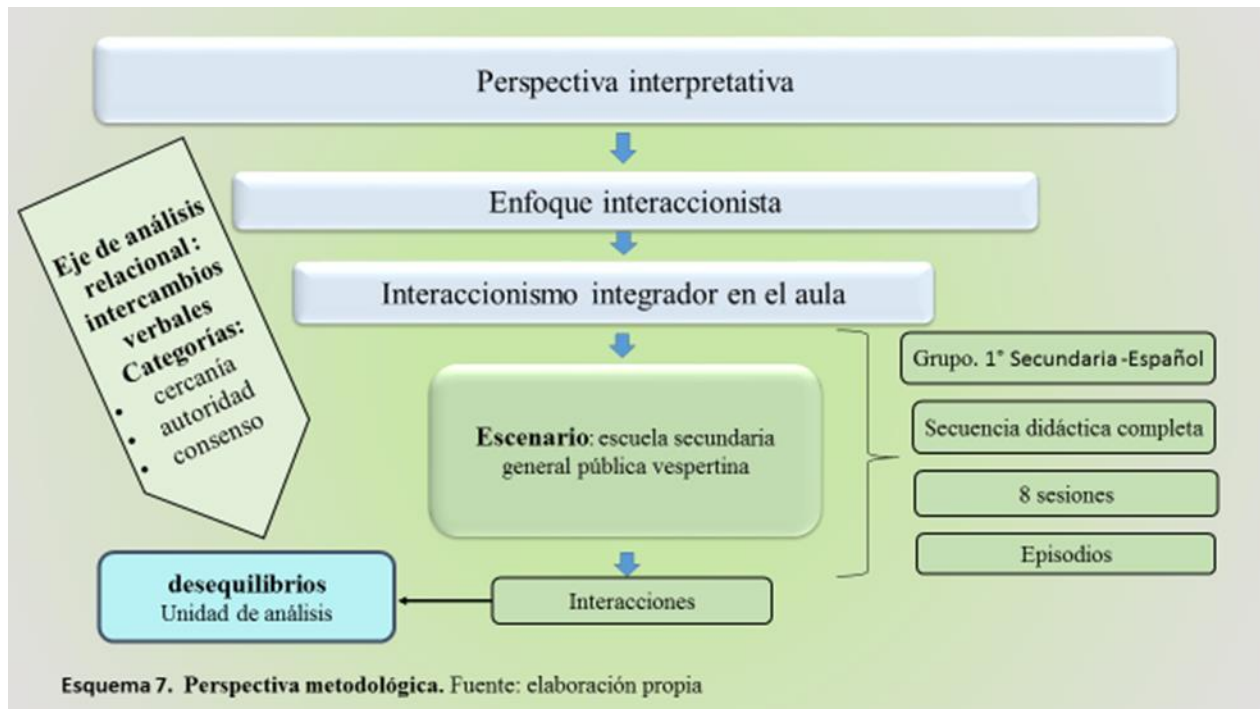 Perspectiva interpretativa
Enfoque interaccionista
Interaccionismo integrador en el aula
Eje de análisis
relacional:
intercambios
verbales
Categorías:
• cercanía
• autoridad
• consenso
Escenario: escuela secundaria
general pública vespertina
Grupo. 1° Secundaria -Español
Secuencia didáctica completa
8 sesiones
Episodios
Interacciones
desequilibrios
Unidad de análisis
Esquema 7. Perspectiva metodológica. Fuente: elaboración propia